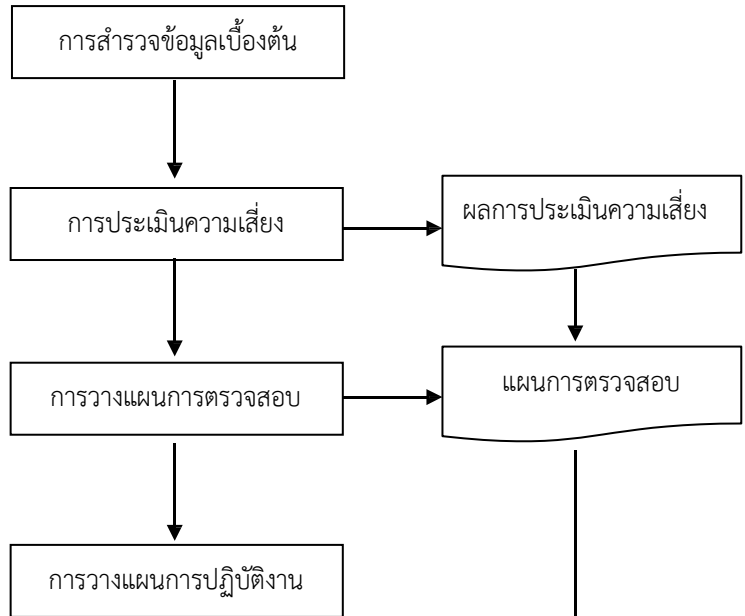 การสำรวจข้อมูลเบื้องต้น
การประเมินความเสี่ยง
ผลการประเมินความเสี่ยง
การวางแผนการตรวจสอบ
แผนการตรวจสอบ
การวางแผนการปฏิบัติงาน